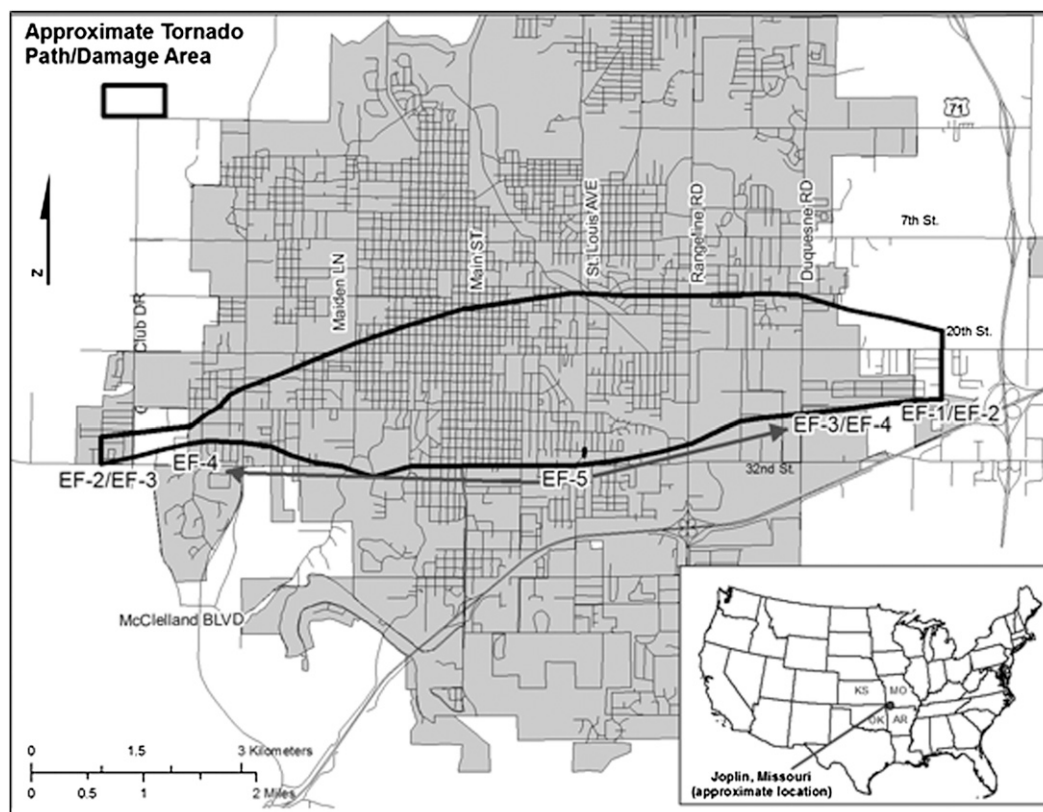 Approximate Tornado
Path/Damage Area
71
N
Club DR
Maiden LN
Main ST
St. Louis AVE
Rangeline RD
Duquesne RD
7th St.
20th St.
EF-1/EF-2
EF-3/EF-4
EF-4
32nd St.
EF-2/EF-3
EF-5
McClelland BLVD
KS
MO
OK
AR
0
1.5
3 Kilometers
0
0.5
1
2 Miles
Joplin, Missouri
(approximate location)